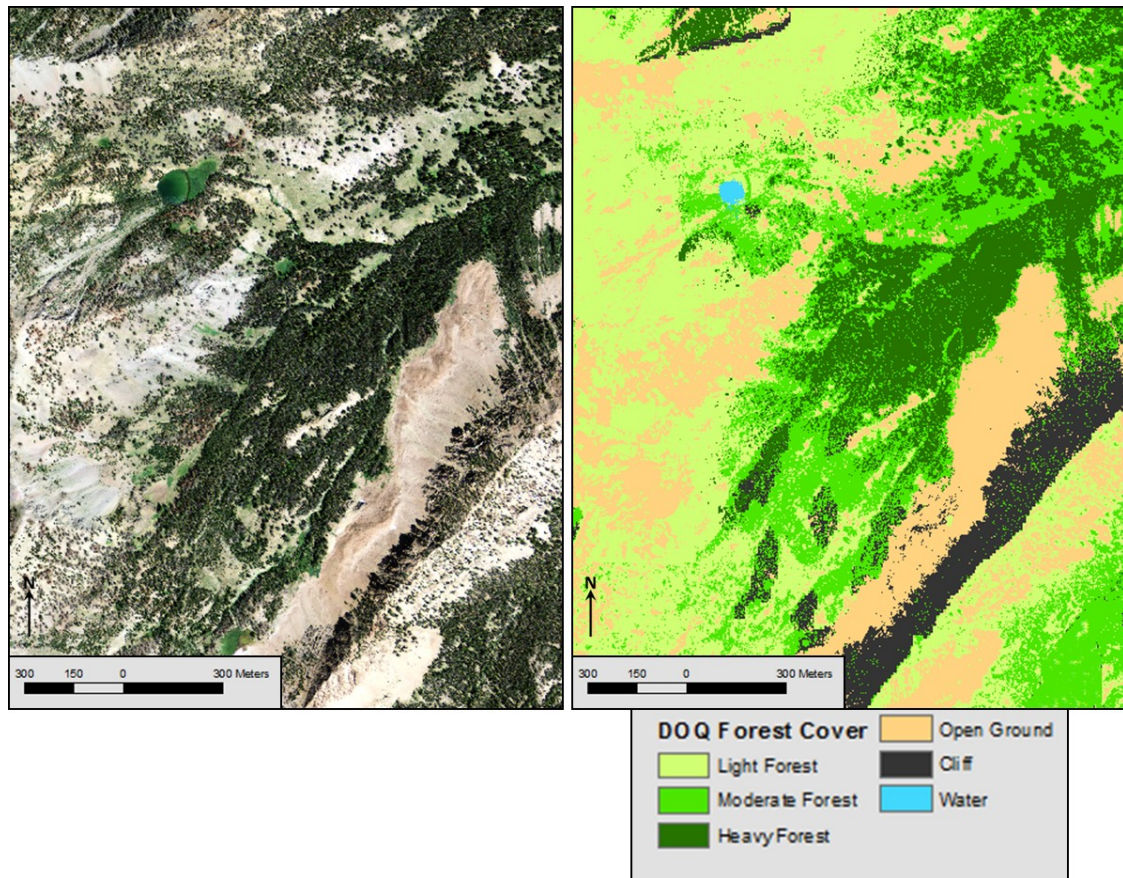 N
300 150 0 300 Meters
N
300 150 0 300 Meters
DOQ Forest Cover
Light Forest
Moderate Forest
Heavy Forest
Open Ground
Cliff
Water